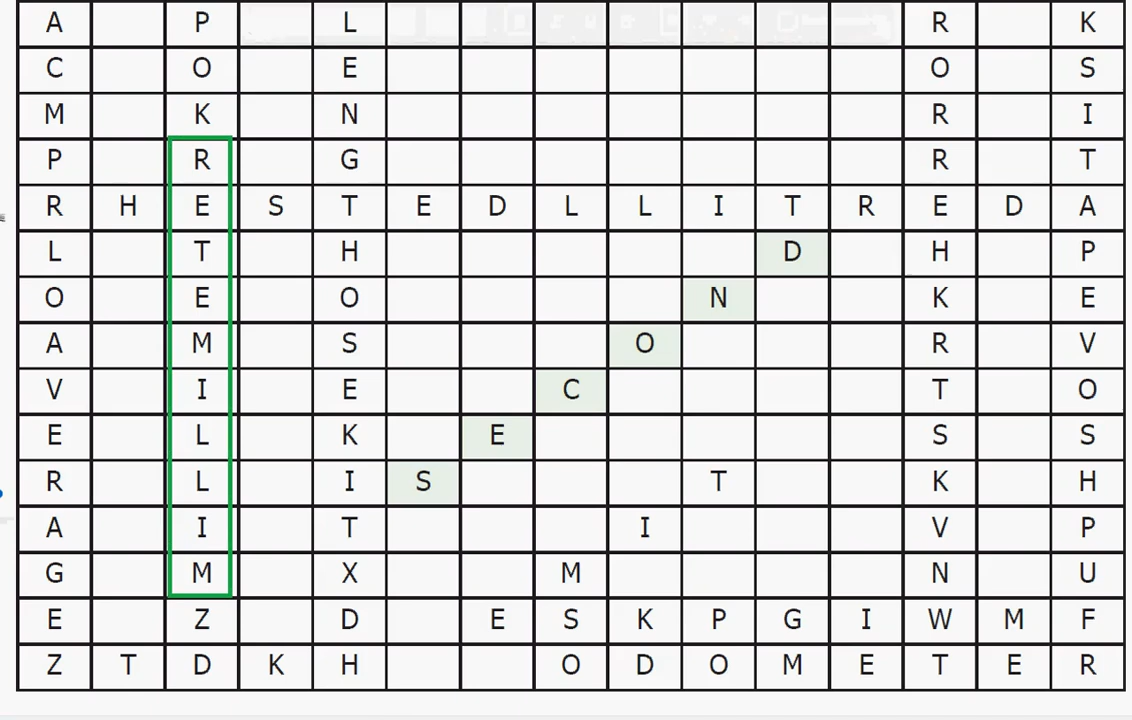 A P L R K
C O E O S
M K N R I
P R G R T
R H E S T E D L L I T R E D A
L T H D H P
O E O N K E
A M S O R V
V I E C T O
E L K E S S
R L I S T K H
A I T I V P
G M X M N U
E Z D E S K P G I W M F
Z T D K H O D O M E T E R